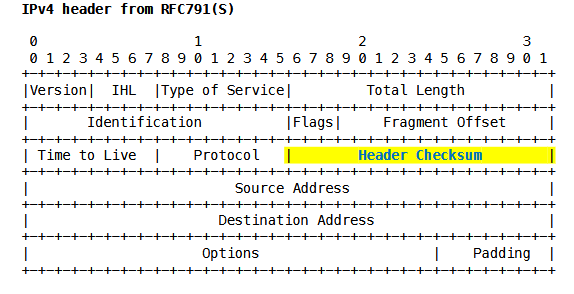 IPv4 header from RFC791(S)
 0                   1                   2                   3
 0 1 2 3 4 5 6 7 8 9 0 1 2 3 4 5 6 7 8 9 0 1 2 3 4 5 6 7 8 9 0 1
+-+-+-+-+-+-+-+-+-+-+-+-+-+-+-+-+-+-+-+-+-+-+-+-+-+-+-+-+-+-+-+-+
|Version|  IHL  |Type of Service|         Total Length          |
+-+-+-+-+-+-+-+-+-+-+-+-+-+-+-+-+-+-+-+-+-+-+-+-+-+-+-+-+-+-+-+-+
|       Identification          |Flags|     Fragment Offset     |
+-+-+-+-+-+-+-+-+-+-+-+-+-+-+-+-+-+-+-+-+-+-+-+-+-+-+-+-+-+-+-+-+
| Time to Live  |    Protocol   |        Header Checksum        |
+-+-+-+-+-+-+-+-+-+-+-+-+-+-+-+-+-+-+-+-+-+-+-+-+-+-+-+-+-+-+-+-+
|                         Source Address                        |
+-+-+-+-+-+-+-+-+-+-+-+-+-+-+-+-+-+-+-+-+-+-+-+-+-+-+-+-+-+-+-+-+
|                       Destination Address                     |
+-+-+-+-+-+-+-+-+-+-+-+-+-+-+-+-+-+-+-+-+-+-+-+-+-+-+-+-+-+-+-+-+
|                     Options                     |    Padding  |
+-+-+-+-+-+-+-+-+-+-+-+-+-+-+-+-+-+-+-+-+-+-+-+-+-+-+-+-+-+-+-+-+